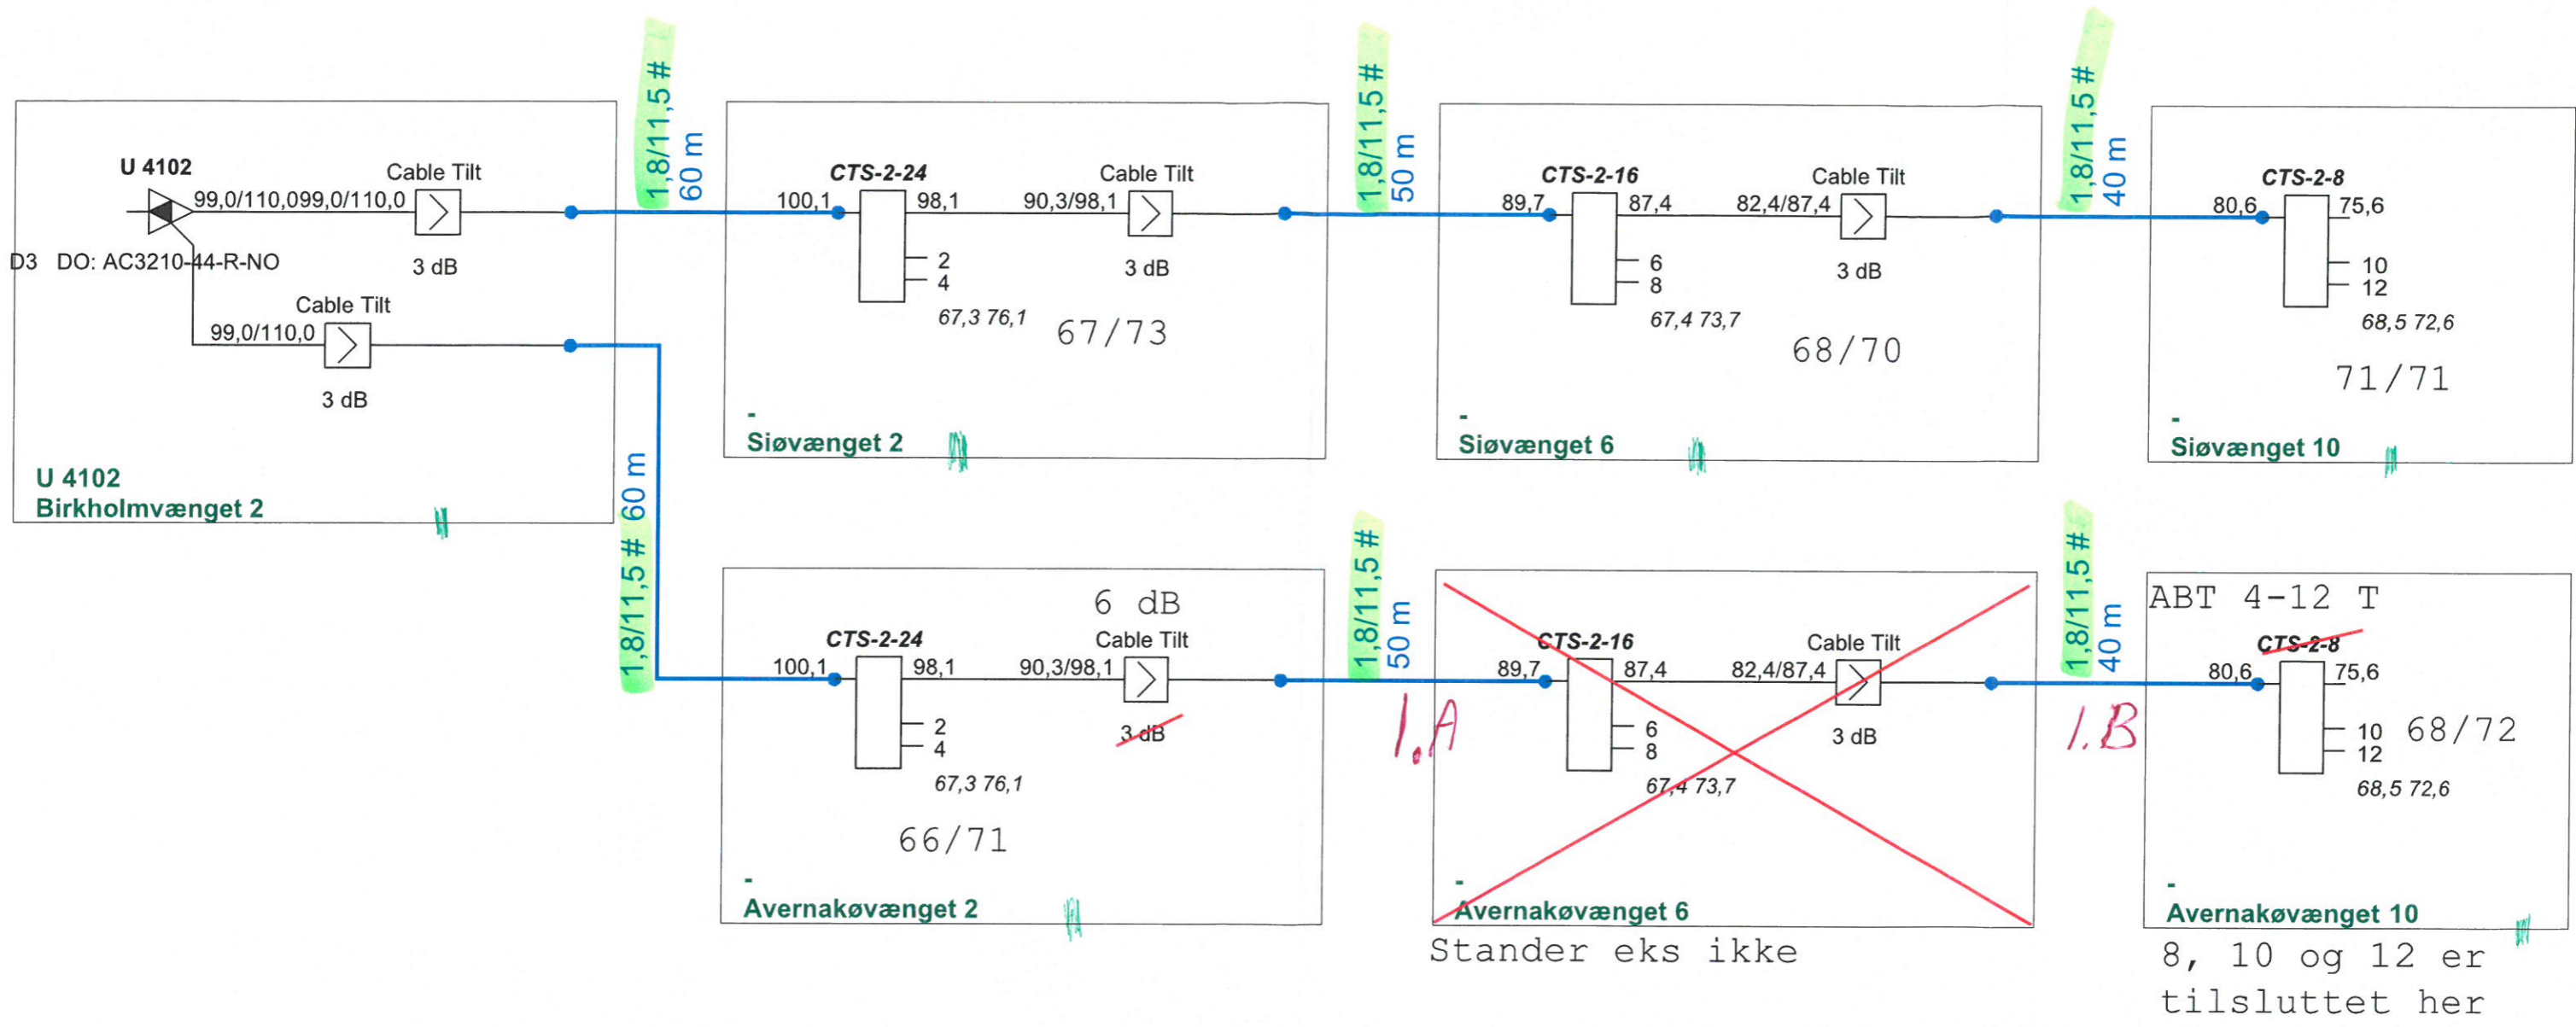 1,8/11,5 #
60 m
1,8/11,5 #
50 m
1,8/11,5 #
40 m
U 4102
99,0/110,099,0/110,0
Cable Tilt
3 dB
D3 DO: AC3210-44-R-NO
Cable Tilt
99,0/110,0
3 dB
U 4102
Birkholmvænget 2
CTS-2-24
100,1
98,1
2
4
67,3 76,1
67/73
90,3/98,1
Cable Tilt
3 dB
-
Siøvænget 2
CTS-2-16
89,7
87,4
6
8
67,4 73,7
68/70
82,4/87,4
Cable Tilt
3 dB
-
Siøvænget 6
CTS-2-8
80,6
75,6
10
12
68,5 72,6
71/71
-
Siøvænget 10
1,8/11,5 # 60 m
1,8/11,5 #
50 m
1,8/11,5 #
40 m
CTS-2-24
100,1
98,1
2
4
67,3 76,1
66/71
6 dB
Cable Tilt
90,3/98,1
3 dB
-
Avernakøvænget 2
1.A
CTS-2-16
89,7
87,4
6
8
67,4 73,7
82,4/87,4
Cable Tilt
3 dB
-
Avernakøvænget 6
Stander eks ikke
1.B
ABT 4-12 T
CTS-2-8
80,6
75,6
10
12
68/72
68,5 72,6
-
Avernakøvænget 10
8, 10 og 12 er
tilsluttet her